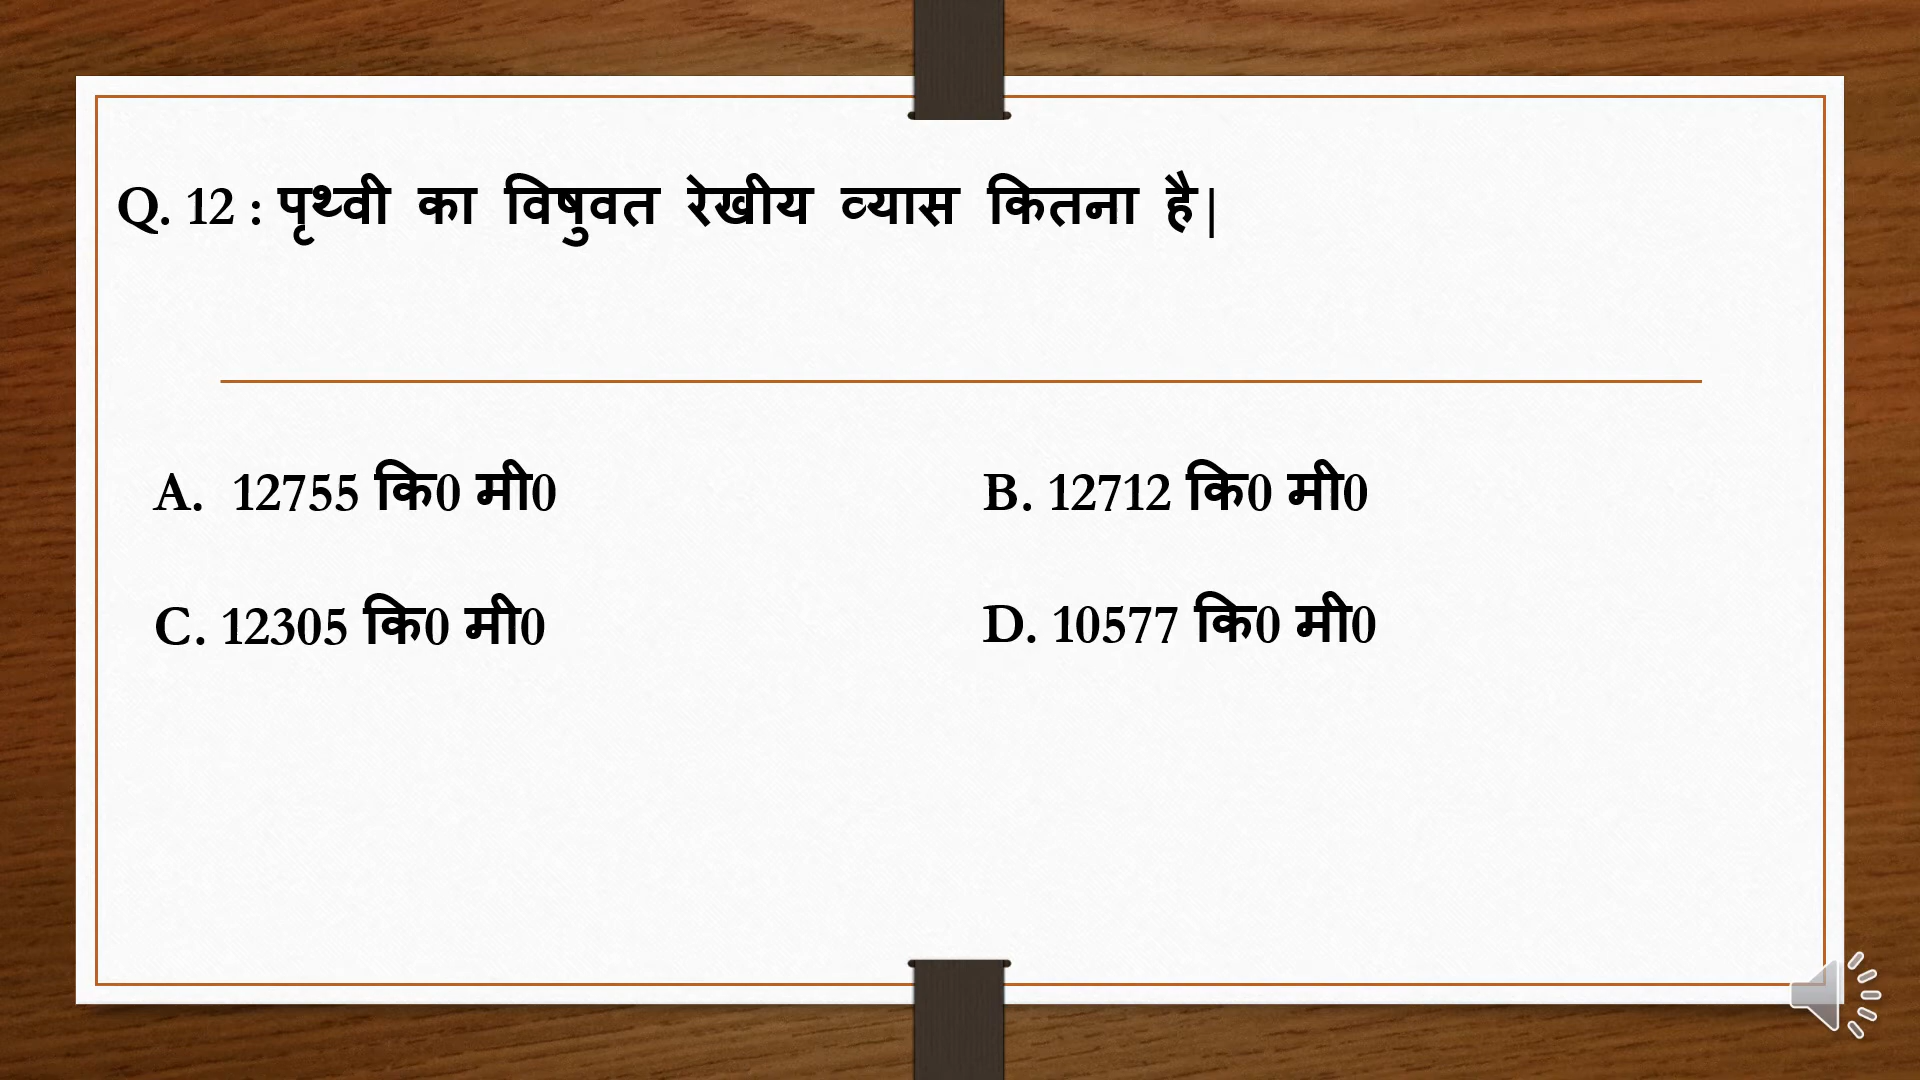 Q. 12 : पृथ्वी का विषुवत रेखीय व्यास कितना है|
A. 12755 कि0 मी0
B. 12712 कि0 मी0
C. 12305 कि0 मी0
D. 10577 कि0 मी0